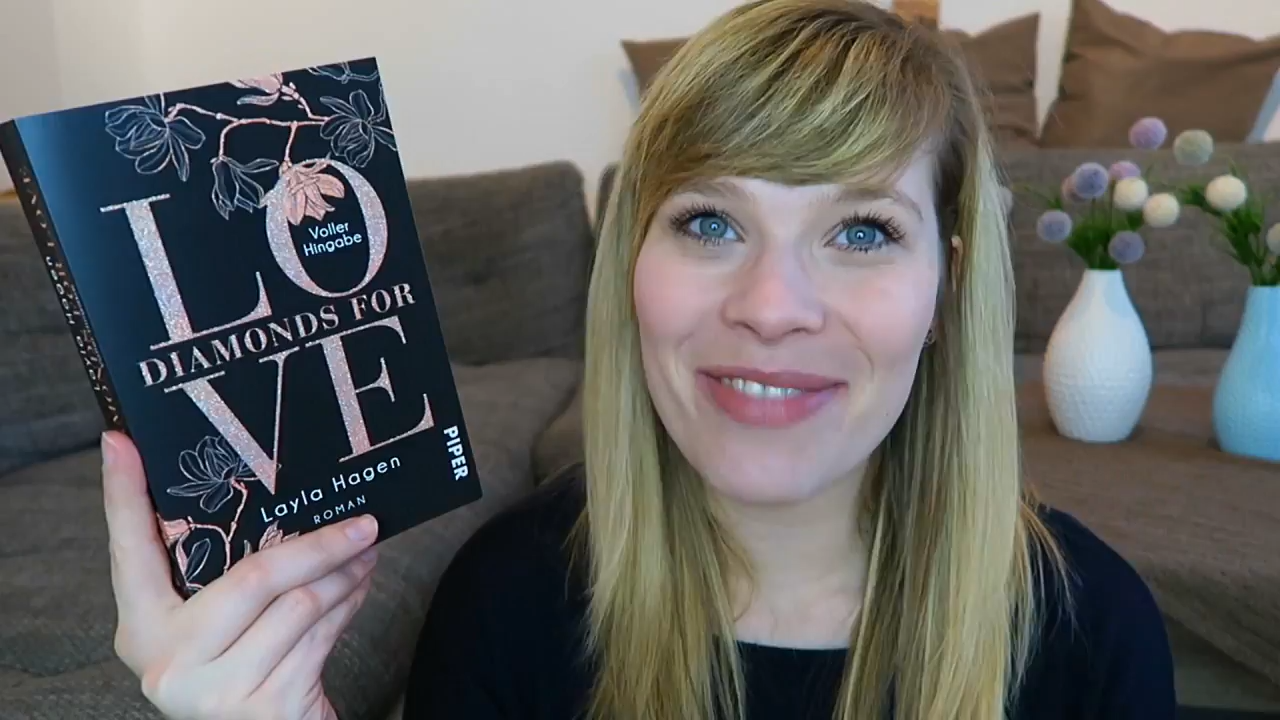 LO
Voller
Hingabe
DIAMONDS FOR
VE
PIPER
Layla Hagen
ROMAN